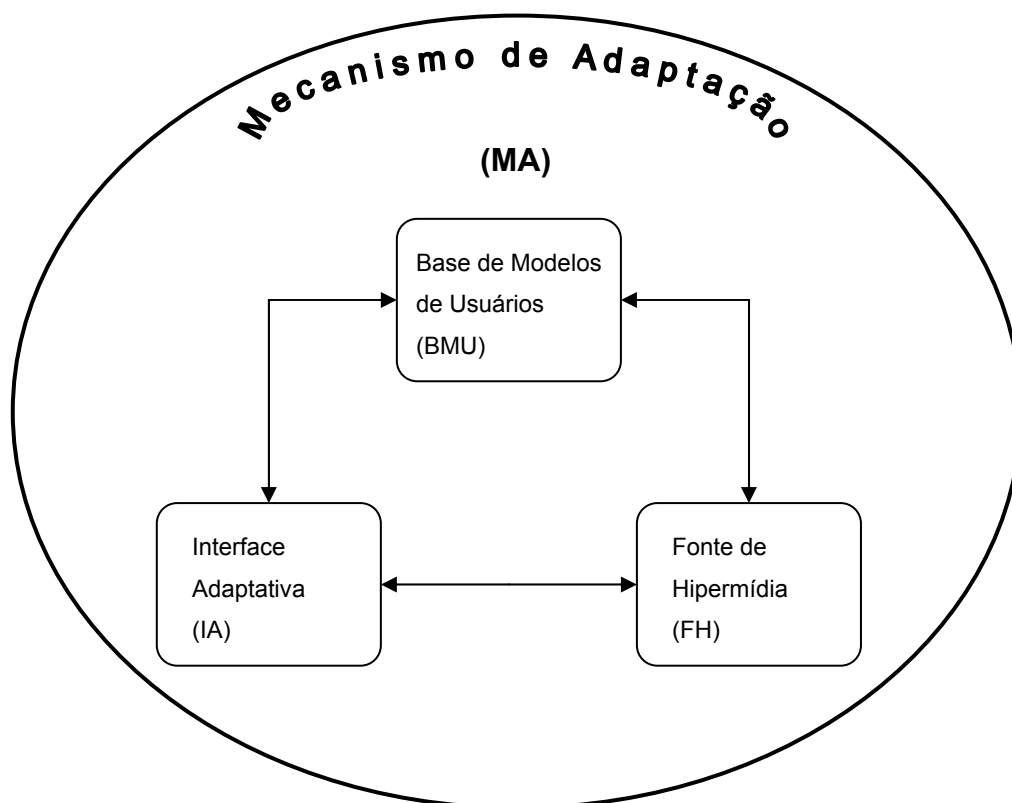 Mecanismo de Adaptação
(MA)
Base de Modelos
de Usuários
(BMU)
Interface
Adaptativa
(IA)
Fonte de
Hipermídia
(FH)